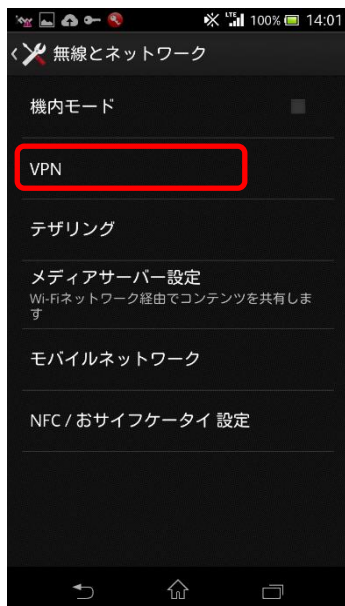 LTE 100% 14:01
無線とネットワーク
機内モード
VPN
テザリング
メディアサーバー設定
Wi-Fiネットワーク経由でコンテンツを共有しま
す
モバイルネットワーク
NFC / おサイフケータイ 設定